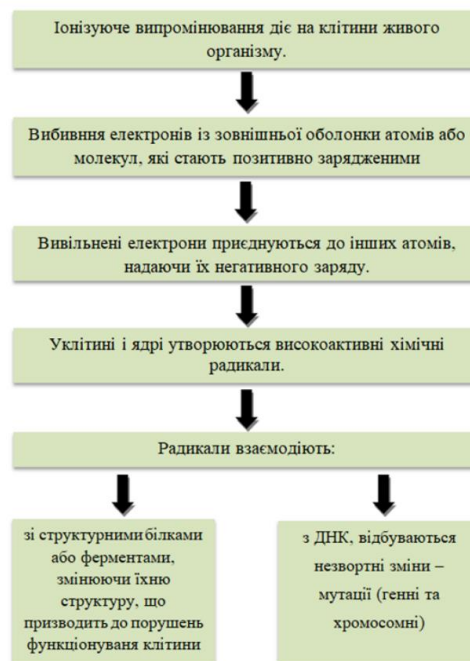 Іонізуюче випромінювання діє на клітини живого
організму.
Вибивння електронів із зовнішньої оболонки атомів або
молекул, які стають позитивно зарядженими
Вивільнені електрони приєднуються до інших атомів,
надаючи їх негативного заряду.
Уклітині і ядрі утворюються високоактивні хімічні
радикали.
Радикали взаємодіють:
зі структурними білками
або ферментами,
змінюючи їхню
структуру, що
призводить до порушень
функціонуваня клітини
з ДНК, відбуваються
незвортні зміни –
мутації (генні та
хромосомні)